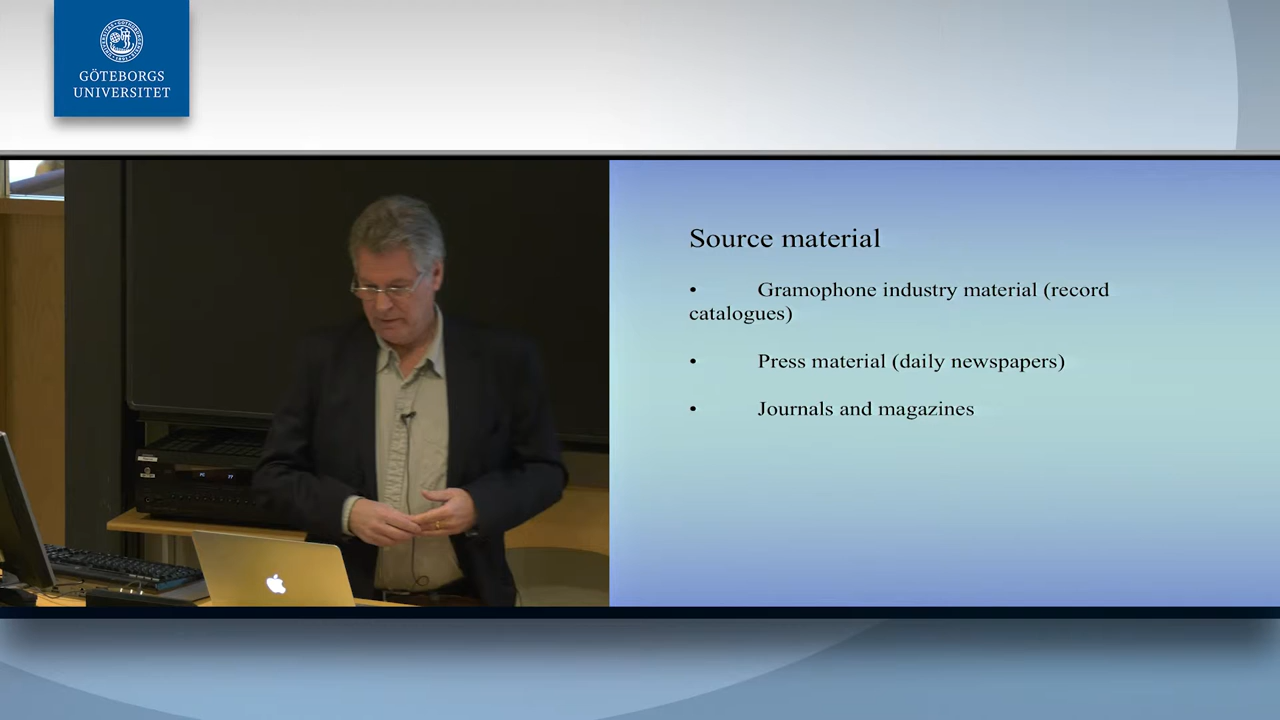 GÖTEBORGS
UNIVERSITET
Source material
• Gramophone industry material (record
catalogues)
• Press material (daily newspapers)
• Journals and magazines